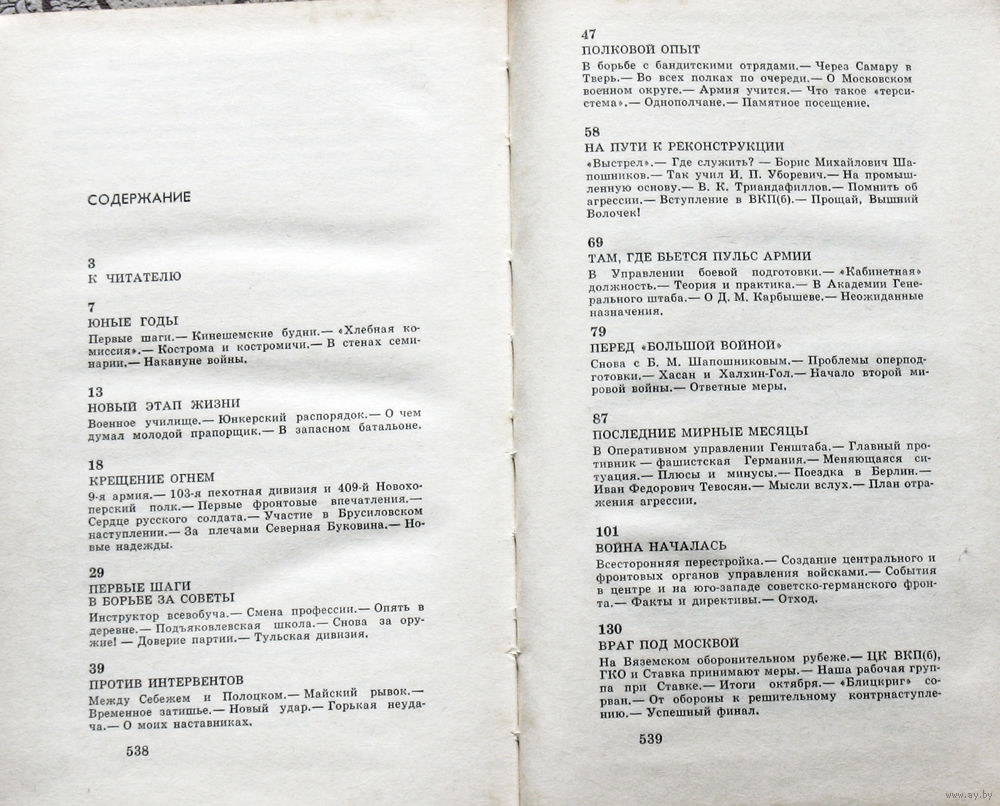 СОДЕРЖАНИЕ
3
К ЧИТАТЕЛЮ
7
ЮНЫЕ ГОДЫ
Первые шаги.— Кинешемские будни.— «Хлебная ко-
миссия».— Кострома и костромичи.— В стенах семи-
нарии.— Накануне войны.
13
НОВЫЙ ЭТАП ЖИЗНИ
Военное училище.— Юнкерский распорядок.— О чем
думал молодой прапорщик.— В запасном батальоне.
18
КРЕЩЕНИЕ ОГНЕМ
9-я армия.— 103-я пехотная дивизия и 409-й Новохо-
перский полк.— Первые фронтовые впечатления.—
Сердце русского солдата.— Участие в Брусиловском
наступлении.— За плечами Северная Буковина.— Но-
вые надежды.
29
ПЕРВЫЕ ШАГИ
В БОРЬБЕ ЗА СОВЕТЫ
Инструктор всевобуча.— Смена профессии.— Опять в
деревне.— Подъяковлевская школа.— Снова за ору-
жие! — Доверие партии.— Тульская дивизия.
39
ПРОТИВ ИНТЕРВЕНТОВ
Между Себежем и Полоцком.— Майский рывок.—
Временное затишье.— Новый удар.— Горькая неуда-
ча.— О моих наставниках.
538
47
ПОЛКОВОЙ ОПЫТ
В борьбе с бандитскими отрядами.— Через Самару в
Тверь.— Во всех полках по очереди.— О Московском
военном округе.— Армия учится.— Что такое «терси-
стема».— Однополчане.— Памятное посещение.
58
НА ПУТИ К РЕКОНСТРУКЦИИ
«Выстрел».— Где служить? — Борис Михайлович Ша-
пошников.— Так учил И. П. Уборевич.— На промыш-
ленную основу.— В. К. Триандафиллов.— Помнить об
агрессии.— Вступление в ВКП(б).— Прощай, Вышний
Волочек!
69
ТАМ, ГДЕ БЬЕТСЯ ПУЛЬС АРМИИ
В Управлении боевой подготовки.— «Кабинетная»
должность.— Теория и практика.— В Академии Гене-
рального штаба.— О Д. М. Карбышеве.— Неожиданные
назначения.
79
ПЕРЕД «БОЛЬШОЙ ВОЙНОЙ»
Снова с Б. М. Шапошниковым.— Проблемы оперпод-
готовки.— Хасан и Халхин-Гол.— Начало второй ми-
ровой войны.— Ответные меры.
87
ПОСЛЕДНИЕ МИРНЫЕ МЕСЯЦЫ
В Оперативном управлении Генштаба.— Главный про-
тивник — фашистская Германия.— Меняющаяся си-
туация.— Плюсы и минусы.— Поездка в Берлин.—
Иван Федорович Тевосян.— Мысли вслух.— План отра-
жения агрессии.
101
ВОЙНА НАЧАЛАСЬ
Всесторонняя перестройка.— Создание центрального и
фронтовых органов управления войсками.— События
в центре и на юго-западе советско-германского фрон-
та.— Факты и директивы.— Отход.
130
ВРАГ ПОД МОСКВОЙ
На Вяземском оборонительном рубеже.— ЦК ВКП(б),
ГКО и Ставка принимают меры.— Наша рабочая груп-
па при Ставке.— Итоги октября.— «Блицкриг» со-
рван.— От обороны к решительному контрнаступле-
нию.— Успешный финал.
539
www.ay.by